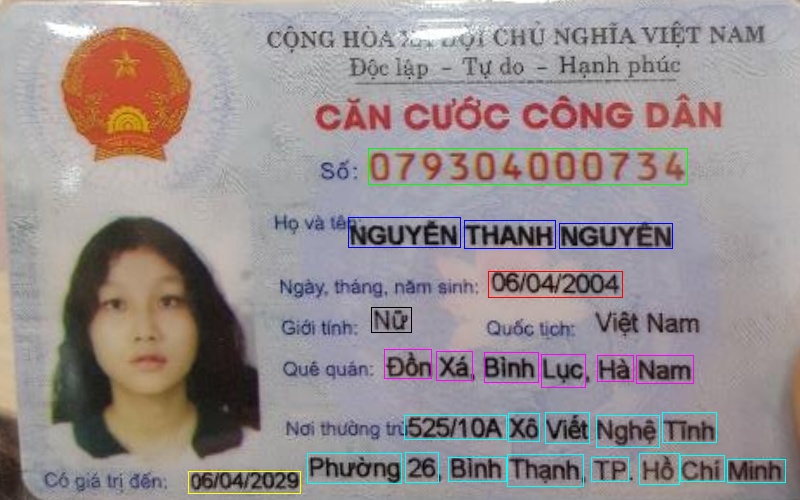 CỘNG HÒA XÃ HỘI CHỦ NGHĨA VIỆT NAM
Độc lập - Tự do - Hạnh phúc
CĂN CƯỚC CÔNG DÂN
Số: 079304000734
Họ và tên: NGUYỄN THANH NGUYÊN
Ngày, tháng, năm sinh: 06/04/2004
Giới tính: Nữ Quốc tịch: Việt Nam
Quê quán: Đồn Xá, Bình Lục, Hà Nam
Nơi thường trú: 525/10A Xô Viết Nghệ Tĩnh
Phường 26, Bình Thạnh, TP. Hồ Chí Minh
Có giá trị đến: 06/04/2029